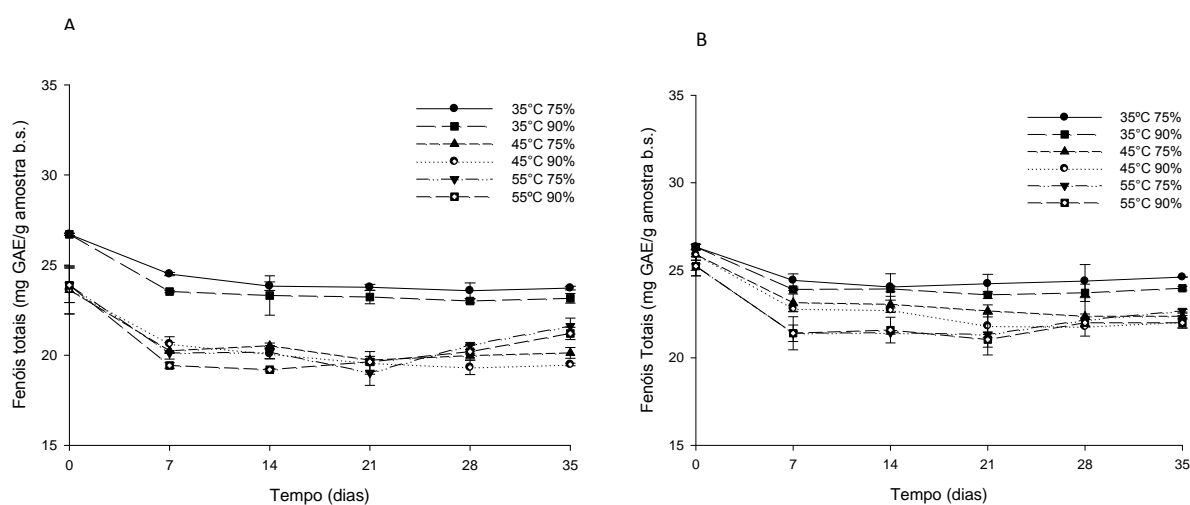 A
Fenóis totais (mg GAE/g amostra b.s.)
35
30
25
20
15
0 7 14 21 28 35
Tempo (dias)
35°C 75%
35°C 90%
45°C 75%
45°C 90%
55°C 75%
55ºC 90%
B
Fenóis Totais (mg GAE/g amostra b.s.)
35
30
25
20
15
0 7 14 21 28 35
Tempo (dias)
35ºC 75%
35°C 90%
45°C 75%
45°C 90%
55°C 75%
55°C 90%